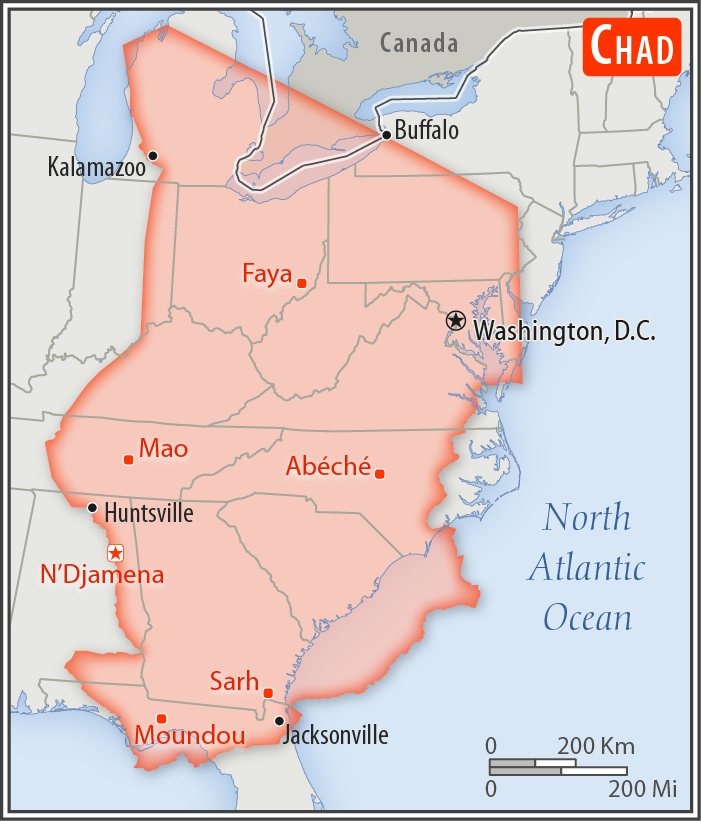 CHAD
Canada
Buffalo
Kalamazoo
Faya
Washington, D.C.
Mao
Abéché
Huntsville
North
Atlantic
Ocean
N'Djamena
Sarh
Moundou
Jacksonville
0 200 Km
0 200 Mi